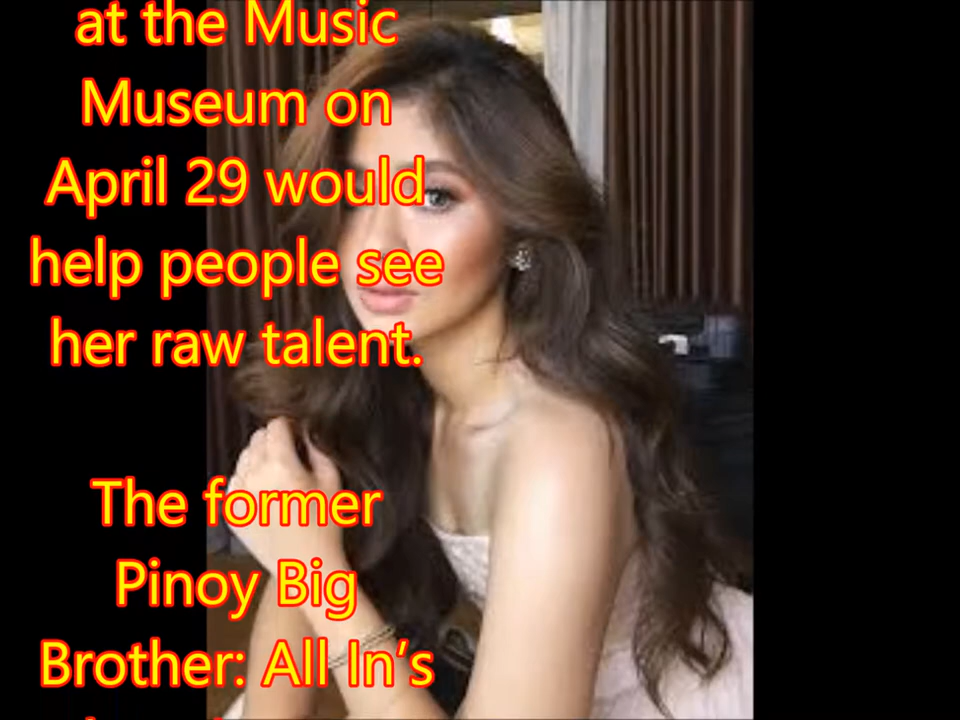 at the Music
Museum on
April 29 would
help people see
her raw talent.
The former
Pinoy Big
Brother: All In’s